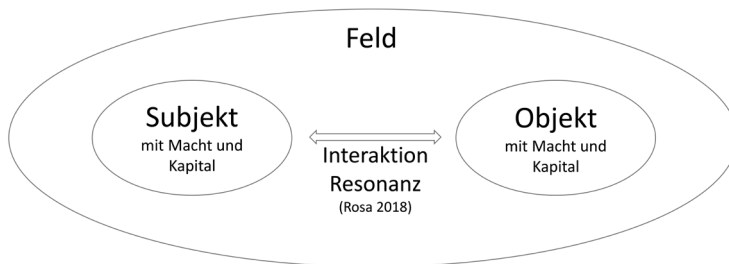 Feld
Subjekt
mit Macht und
Kapital
Interaktion
Resonanz
(Rosa 2018)
Objekt
mit Macht und
Kapital